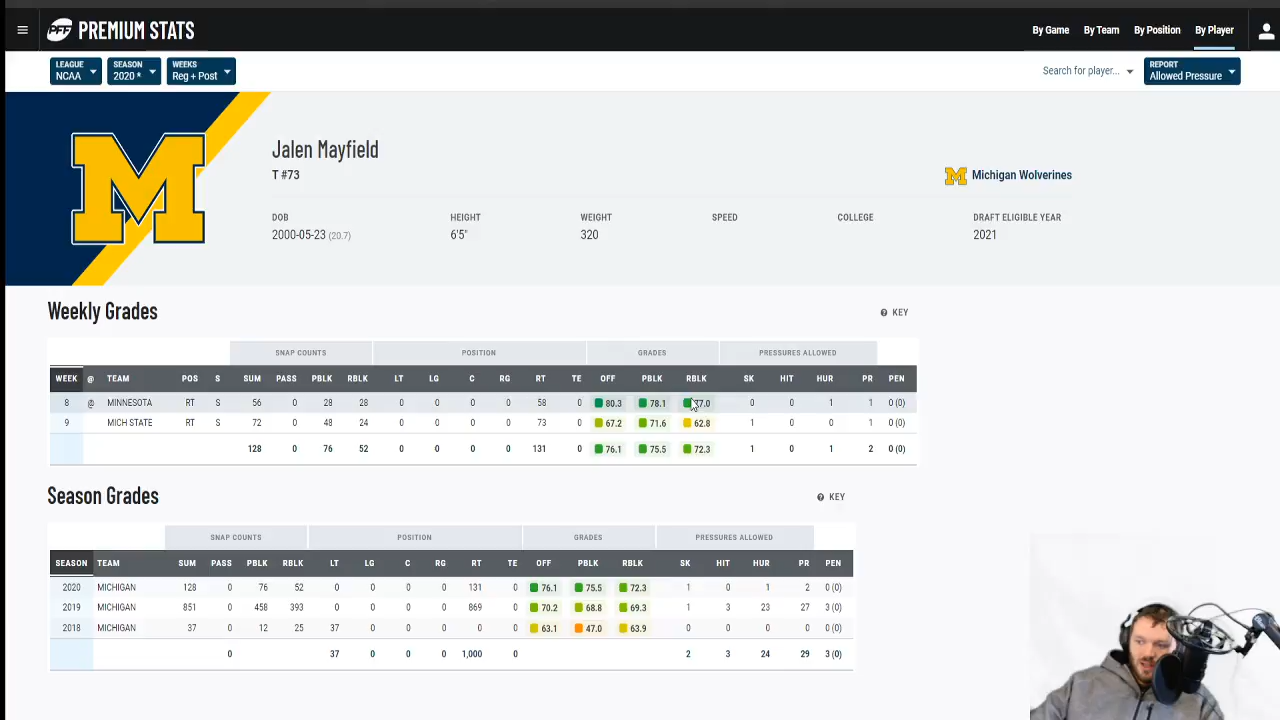 PFF PREMIUM STATS By Game By Team By Position By Player
LEAGUE SEASON WEEKS REPORT
NCAA 2020 * Reg + Post Search for player... Allowed Pressure
M
Jalen Mayfield
T #73
M Michigan Wolverines
DOB HEIGHT WEIGHT SPEED COLLEGE DRAFT ELIGIBLE YEAR
2000-05-23 (20.7) 6'5" 320 2021
Weekly Grades ? KEY
SNAP COUNTS POSITION GRADES PRESSURES ALLOWED
WEEK @ TEAM POS S SUM PASS PBLK RBLK LT LG C RG RT TE OFF PBLK RBLK SK HIT HUR PR PEN
8 @ MINNESOTA RT S 56 0 28 28 0 0 0 0 58 0 80.3 78.1 77.0 0 0 1 1 0 (0)
9 MICH STATE RT S 72 0 48 24 0 0 0 0 73 0 67.2 71.6 62.8 1 0 0 1 0 (0)
128 0 76 52 0 0 0 0 131 0 76.1 75.5 72.3 1 0 1 2 0 (0)
Season Grades ? KEY
SNAP COUNTS POSITION GRADES PRESSURES ALLOWED
SEASON TEAM SUM PASS PBLK RBLK LT LG C RG RT TE OFF PBLK RBLK SK HIT HUR PR PEN
2020 MICHIGAN 128 0 76 52 0 0 0 0 131 0 76.1 75.5 72.3 1 0 1 2 0 (0)
2019 MICHIGAN 851 0 458 393 0 0 0 0 869 0 70.2 68.8 69.3 1 3 23 27 3 (0)
2018 MICHIGAN 37 0 12 25 37 0 0 0 0 0 63.1 47.0 63.9 0 0 0 0 0 (0)
0 37 0 0 0 1,000 0 2 3 24 29 3 (0)